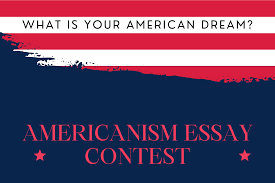 WHAT IS YOUR AMERICAN DREAM?
AMERICANISM ESSAY
CONTEST